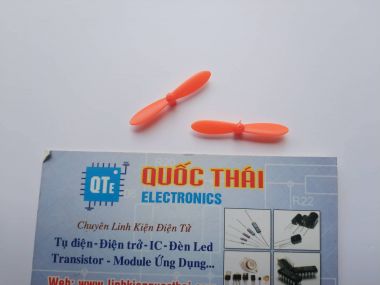 QTE
QUỐC THÁI
ELECTRONICS
R22
Chuyên Linh Kiện Điện Tử
Tụ điện-Điện trở-IC-Đèn Led
Transistor - Module Ứng Dụng...